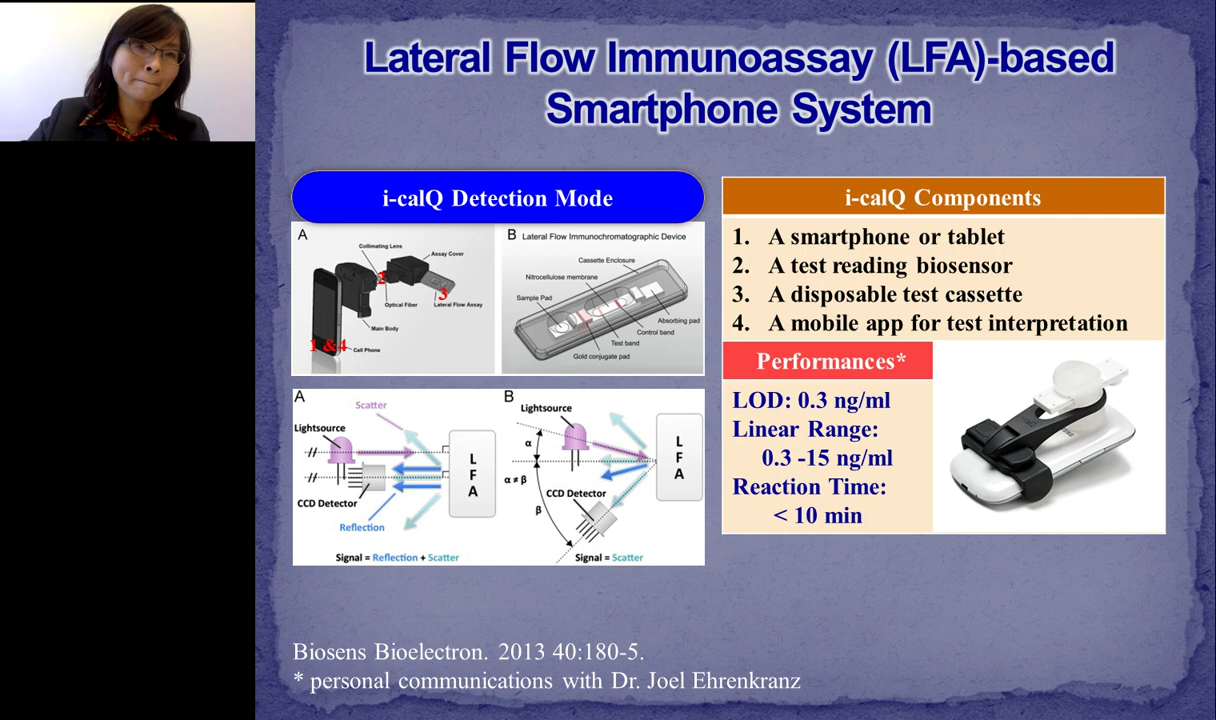 Lateral Flow Immunoassay (LFA)-based
Smartphone System
i-calQ Detection Mode
A
Collimating Lens
Assay Cover
2
3
Optical Fiber
Lateral Flow Assay
Main Body
1 &4
Cell Phone
B Lateral Flow Immunochromatographic Device
Cassette Enclosure
Nitrocellulose membrane
Sample Pad
Absorbing pad
Control band
Test band
Gold conjugate pad
A
Scatter
Lightsource
//
//
L
F
A
CCD Detector
Reflection
Signal = Reflection + Scatter
B
Lightsource
α
α ≠ β
β
CCD Detector
L
F
A
Signal = Scatter
i-calQ Components
1. A smartphone or tablet
2. A test reading biosensor
3. A disposable test cassette
4. A mobile app for test interpretation
Performances*
LOD: 0.3 ng/ml
Linear Range:
0.3 -15 ng/ml
Reaction Time:
< 10 min
Biosens Bioelectron. 2013 40:180-5.
* personal communications with Dr. Joel Ehrenkranz